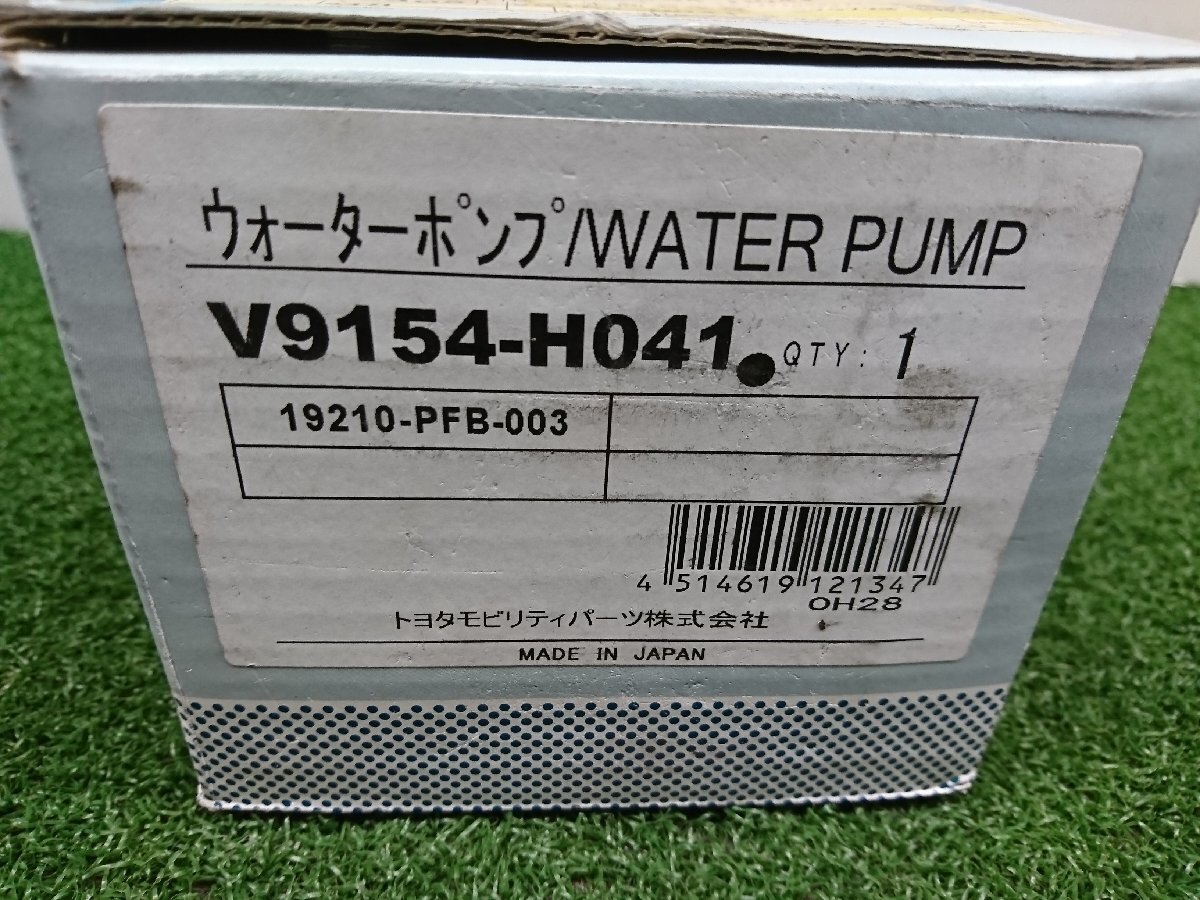 ウォーターポンプ/WATER PUMP
V9154-H041 QTY: 1
19210-PFB-003
4 514619 121347
OH28
トヨタモビリティパーツ株式会社
MADE IN JAPAN